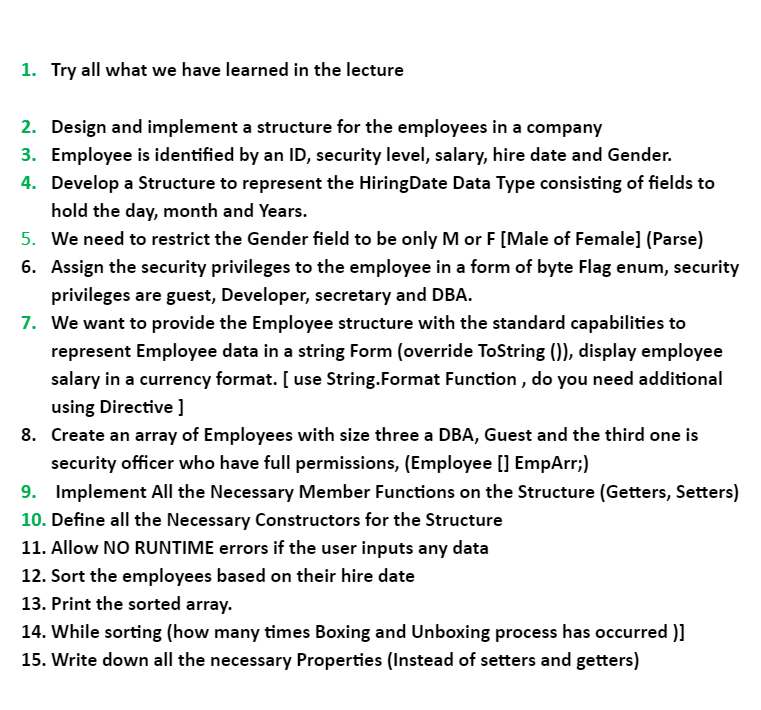 1. Try all what we have learned in the lecture
2. Design and implement a structure for the employees in a company
3. Employee is identified by an ID, security level, salary, hire date and Gender.
4. Develop a Structure to represent the HiringDate Data Type consisting of fields to
hold the day, month and Years.
5. We need to restrict the Gender field to be only M or F [Male of Female] (Parse)
6. Assign the security privileges to the employee in a form of byte Flag enum, security
privileges are guest, Developer, secretary and DBA.
7. We want to provide the Employee structure with the standard capabilities to
represent Employee data in a string Form (override ToString ()), display employee
salary in a currency format. [ use String.Format Function , do you need additional
using Directive ]
8. Create an array of Employees with size three a DBA, Guest and the third one is
security officer who have full permissions, (Employee [] EmpArr;)
9. Implement All the Necessary Member Functions on the Structure (Getters, Setters)
10. Define all the Necessary Constructors for the Structure
11. Allow NO RUNTIME errors if the user inputs any data
12. Sort the employees based on their hire date
13. Print the sorted array.
14. While sorting (how many times Boxing and Unboxing process has occurred )]
15. Write down all the necessary Properties (Instead of setters and getters)